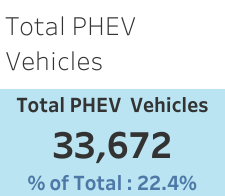 Total PHEV
Vehicles
Total PHEV Vehicles
33,672
% of Total : 22.4%